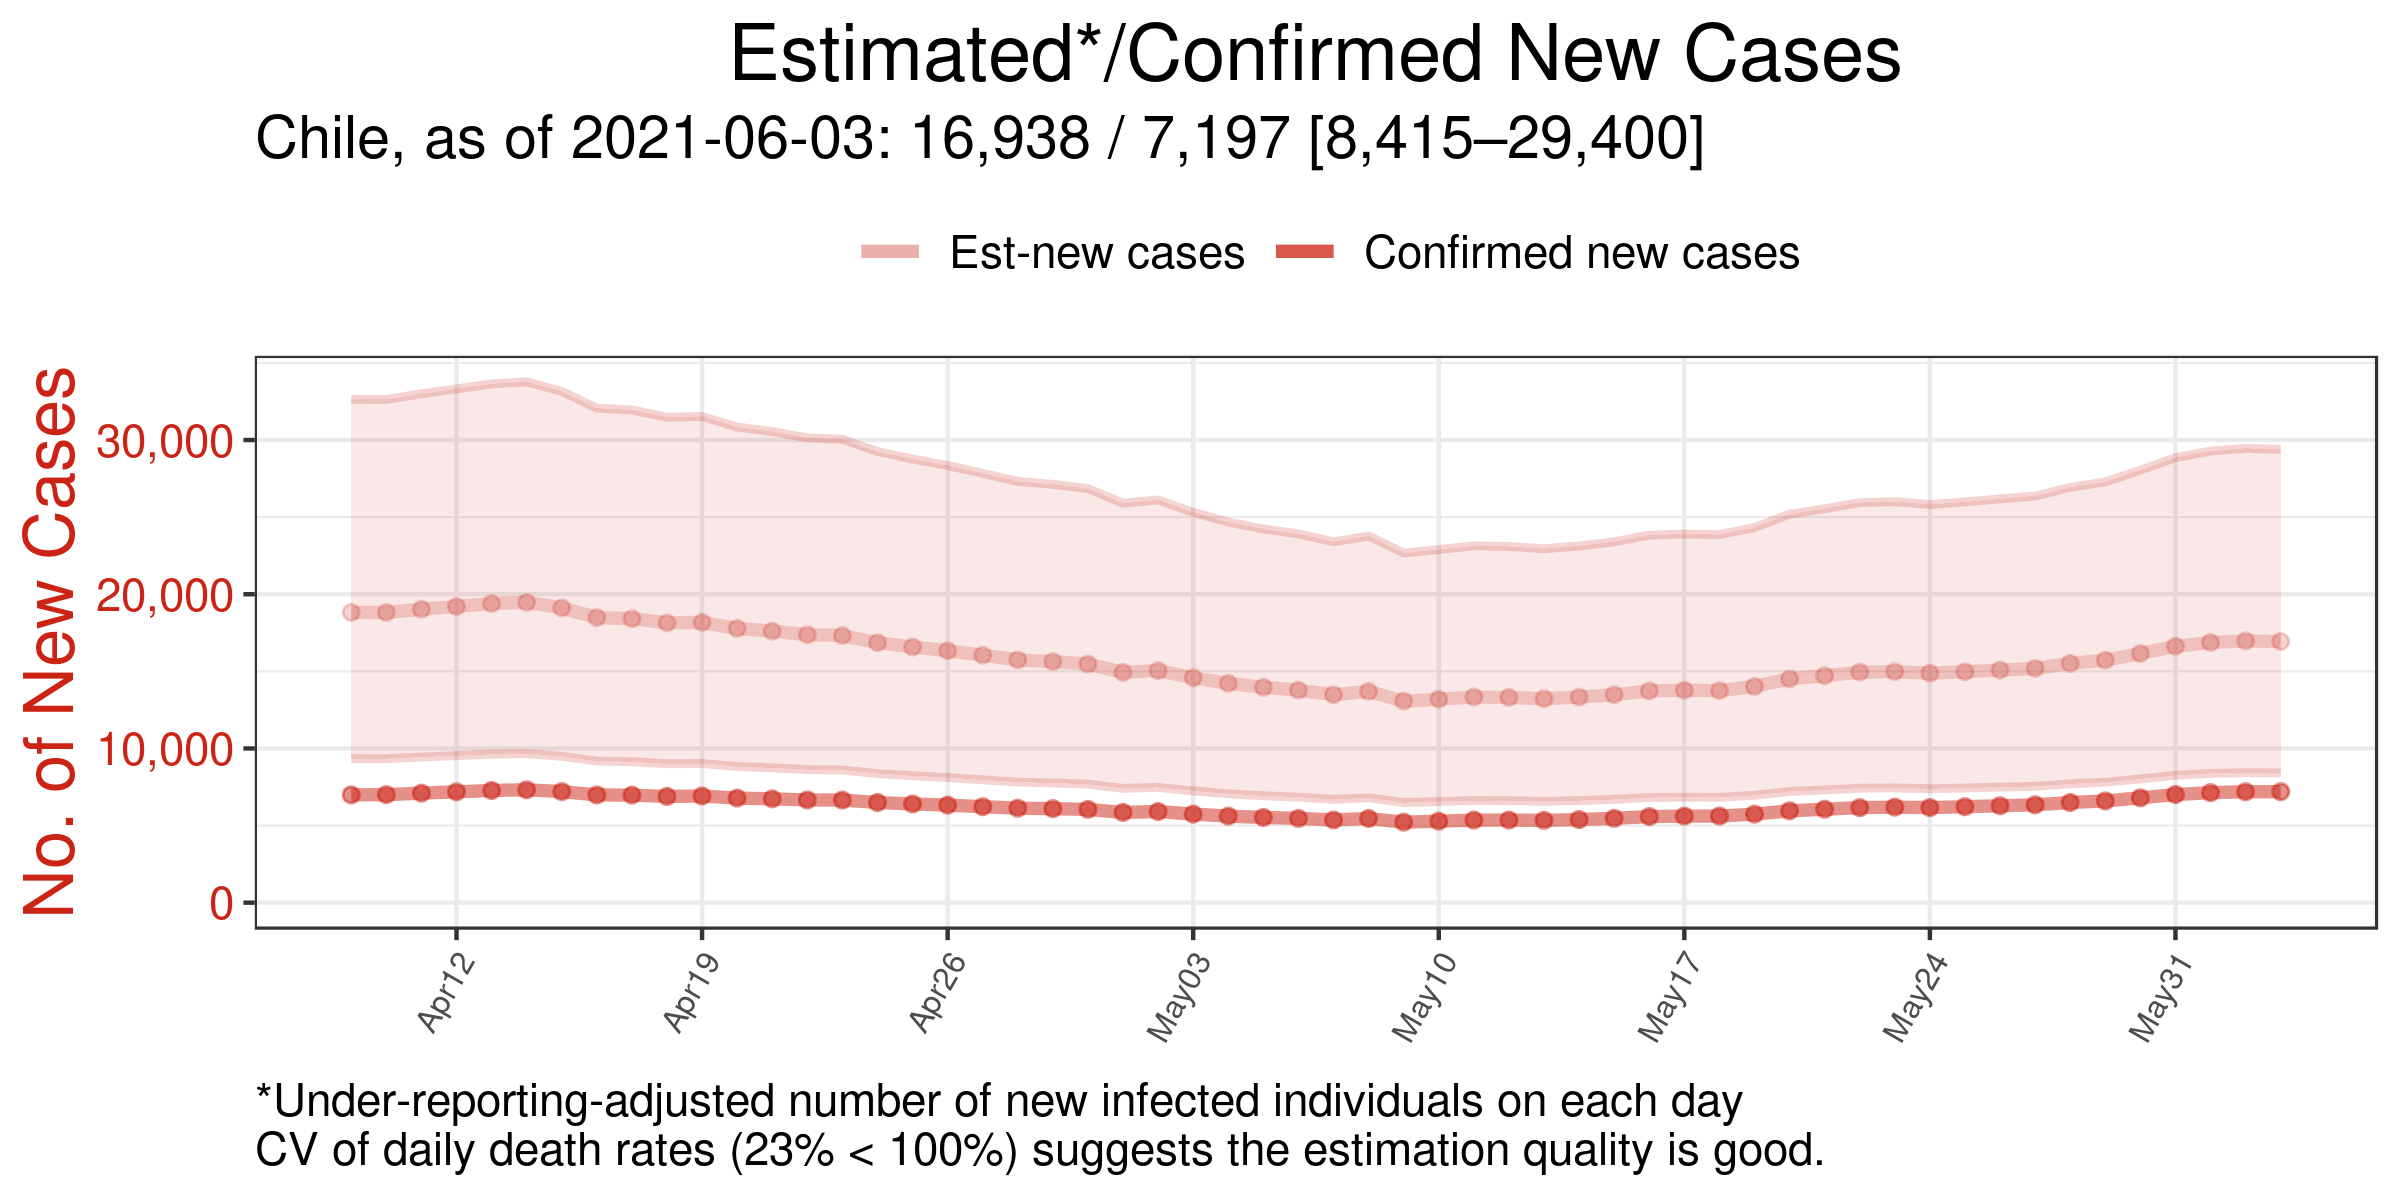 Estimated*/Confirmed New Cases
Chile, as of 2021-06-03: 16,938 / 7,197 [8,415–29,400]
Est-new cases Confirmed new cases
No. of New Cases
30,000
20,000
10,000
0
Apr12 Apr19 Apr26 May03 May10 May17 May24 May31
*Under-reporting-adjusted number of new infected individuals on each day
CV of daily death rates (23% < 100%) suggests the estimation quality is good.